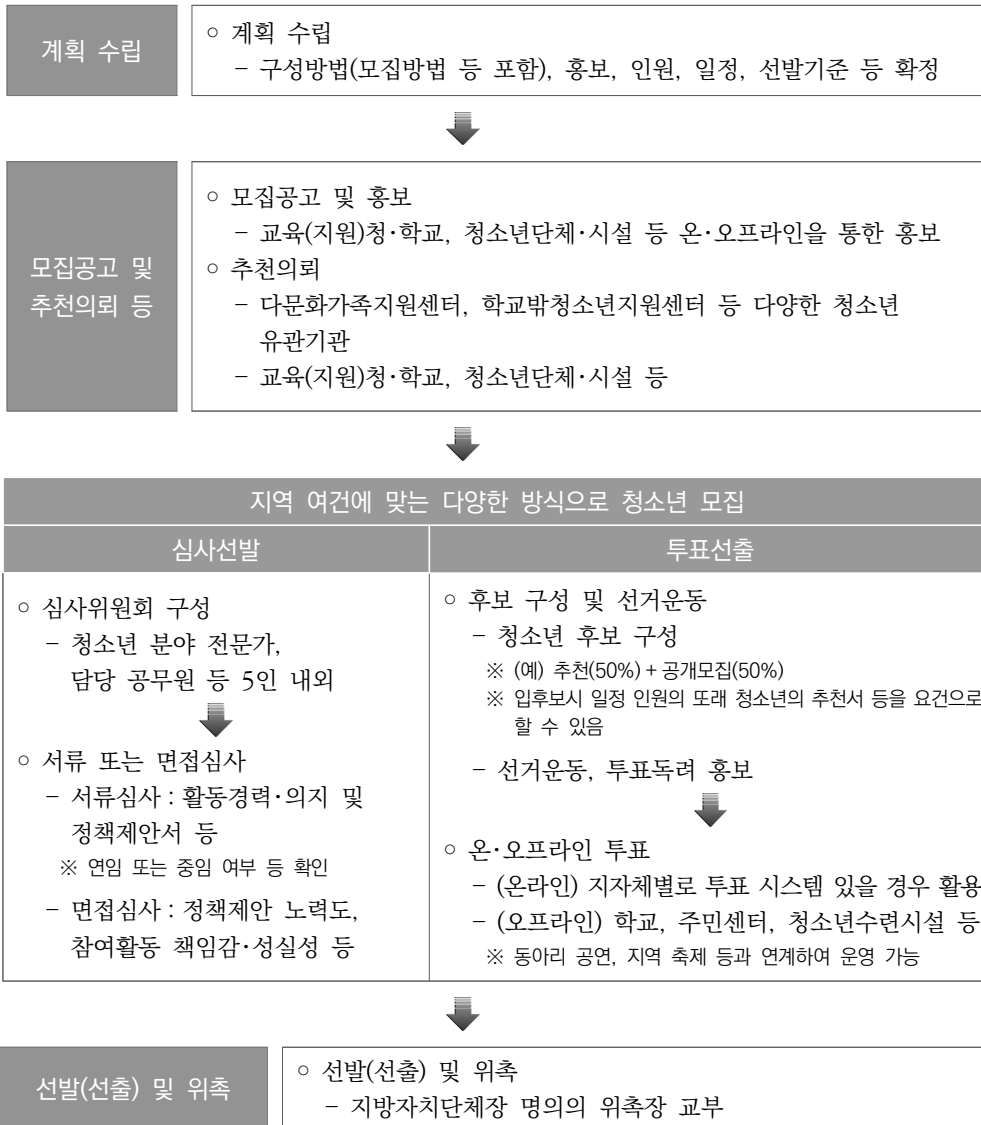 계획 수립
○ 계획 수립
- 구성방법(모집방법 등 포함), 홍보, 인원, 일정, 선발기준 등 확정
모집공고 및
추천의뢰 등
○ 모집공고 및 홍보
- 교육(지원)청·학교, 청소년단체·시설 등 온·오프라인을 통한 홍보
○ 추천의뢰
- 다문화가족지원센터, 학교밖청소년지원센터 등 다양한 청소년
유관기관
- 교육(지원)청·학교, 청소년단체·시설 등
지역 여건에 맞는 다양한 방식으로 청소년 모집
심사선발
○ 심사위원회 구성
- 청소년 분야 전문가,
담당 공무원 등 5인 내외
○ 서류 또는 면접심사
- 서류심사 : 활동경력·의지 및
정책제안서 등
※ 연임 또는 중임 여부 등 확인
- 면접심사 : 정책제안 노력도,
참여활동 책임감·성실성 등
투표선출
○ 후보 구성 및 선거운동
- 청소년 후보 구성
※ (예) 추천(50%) + 공개모집(50%)
※ 입후보시 일정 인원의 또래 청소년의 추천서 등을 요건으로
할 수 있음
- 선거운동, 투표독려 홍보
○ 온·오프라인 투표
- (온라인) 지자체별로 투표 시스템 있을 경우 활용
- (오프라인) 학교, 주민센터, 청소년수련시설 등
※ 동아리 공연, 지역 축제 등과 연계하여 운영 가능
선발(선출) 및 위촉
○ 선발(선출) 및 위촉
- 지방자치단체장 명의의 위촉장 교부